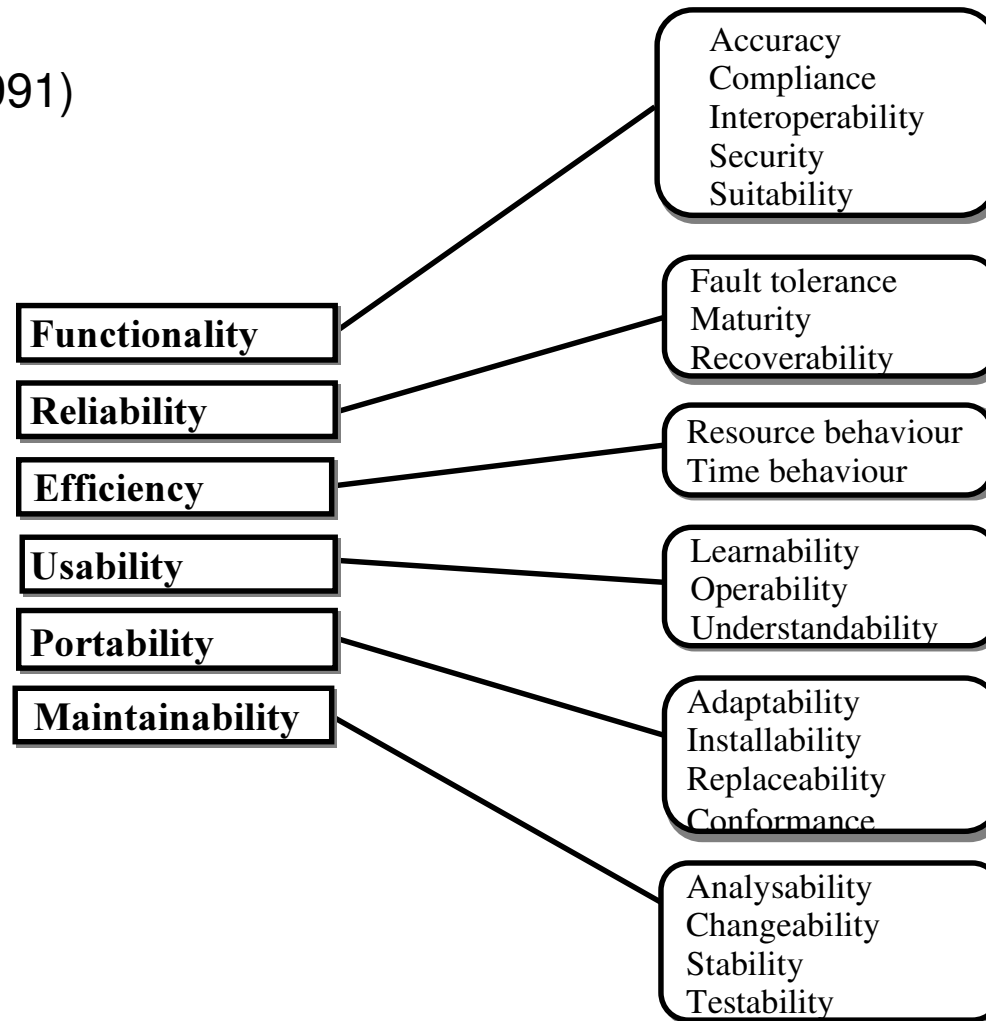 991)
Accuracy
Compliance
Interoperability
Security
Suitability
Functionality
Reliability
Efficiency
Usability
Portability
Maintainability
Fault tolerance
Maturity
Recoverability
Resource behaviour
Time behaviour
Learnability
Operability
Understandability
Adaptability
Installability
Replaceability
Conformance
Analysability
Changeability
Stability
Testability